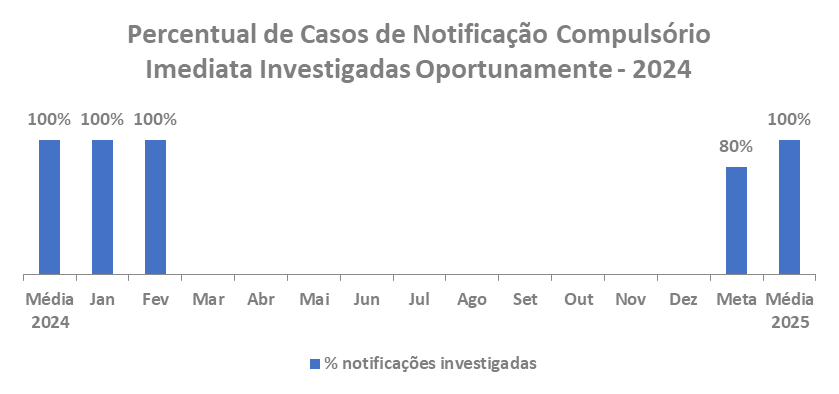 Percentual de Casos de Notificação Compulsório
Imediata Investigadas Oportunamente - 2024
100% 100% 100% 80% 100%
Média 2024 Jan Fev Mar Abr Mai Jun Jul Ago Set Out Nov Dez Meta Média 2025
% notificações investigadas